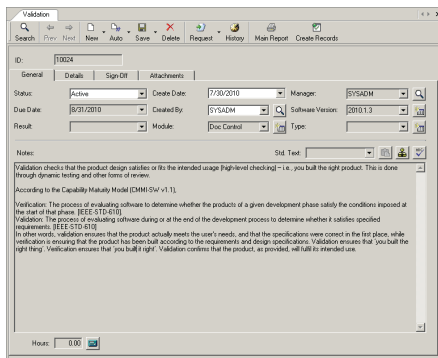 Validation
Search Prev Next New Auto Save Delete Request History Main Report Create Records
ID: 10024
General Details Sign-Off Attachments
Status: Active Create Date: 7/30/2010 Manager: SYSADM
Due Date: 8/31/2010 Created By: SYSADM Software Version: 2010.1.3
Result Module: Doc Control Type:
Notes: Std. Text:
Validation checks that the product design satisfies or fits the intended usage (high-level checking) -- i.e., you built the right product. This is done
through dynamic testing and other forms of review.
According to the Capability Maturity Model (CMMI-SW v1.1),
Verification: The process of evaluating software to determine whether the products of a given development phase satisfy the conditions imposed at
the start of that phase. [IEEE-STD-610].
Validation: The process of evaluating software during or at the end of the development process to determine whether it satisfies specified
requirements. [IEEE-STD-610]
In other words, validation ensures that the product actually meets the user's needs, and that the specifications were correct in the first place, while
verification is ensuring that the product has been built according to the requirements and design specifications. Validation ensures that 'you built the
right thing'. Verification ensures that 'you built it right'. Validation confirms that the product, as provided, will fulfil its intended use.
Hours: 0.00